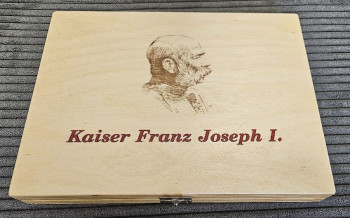 Kaiser Franz Joseph I.